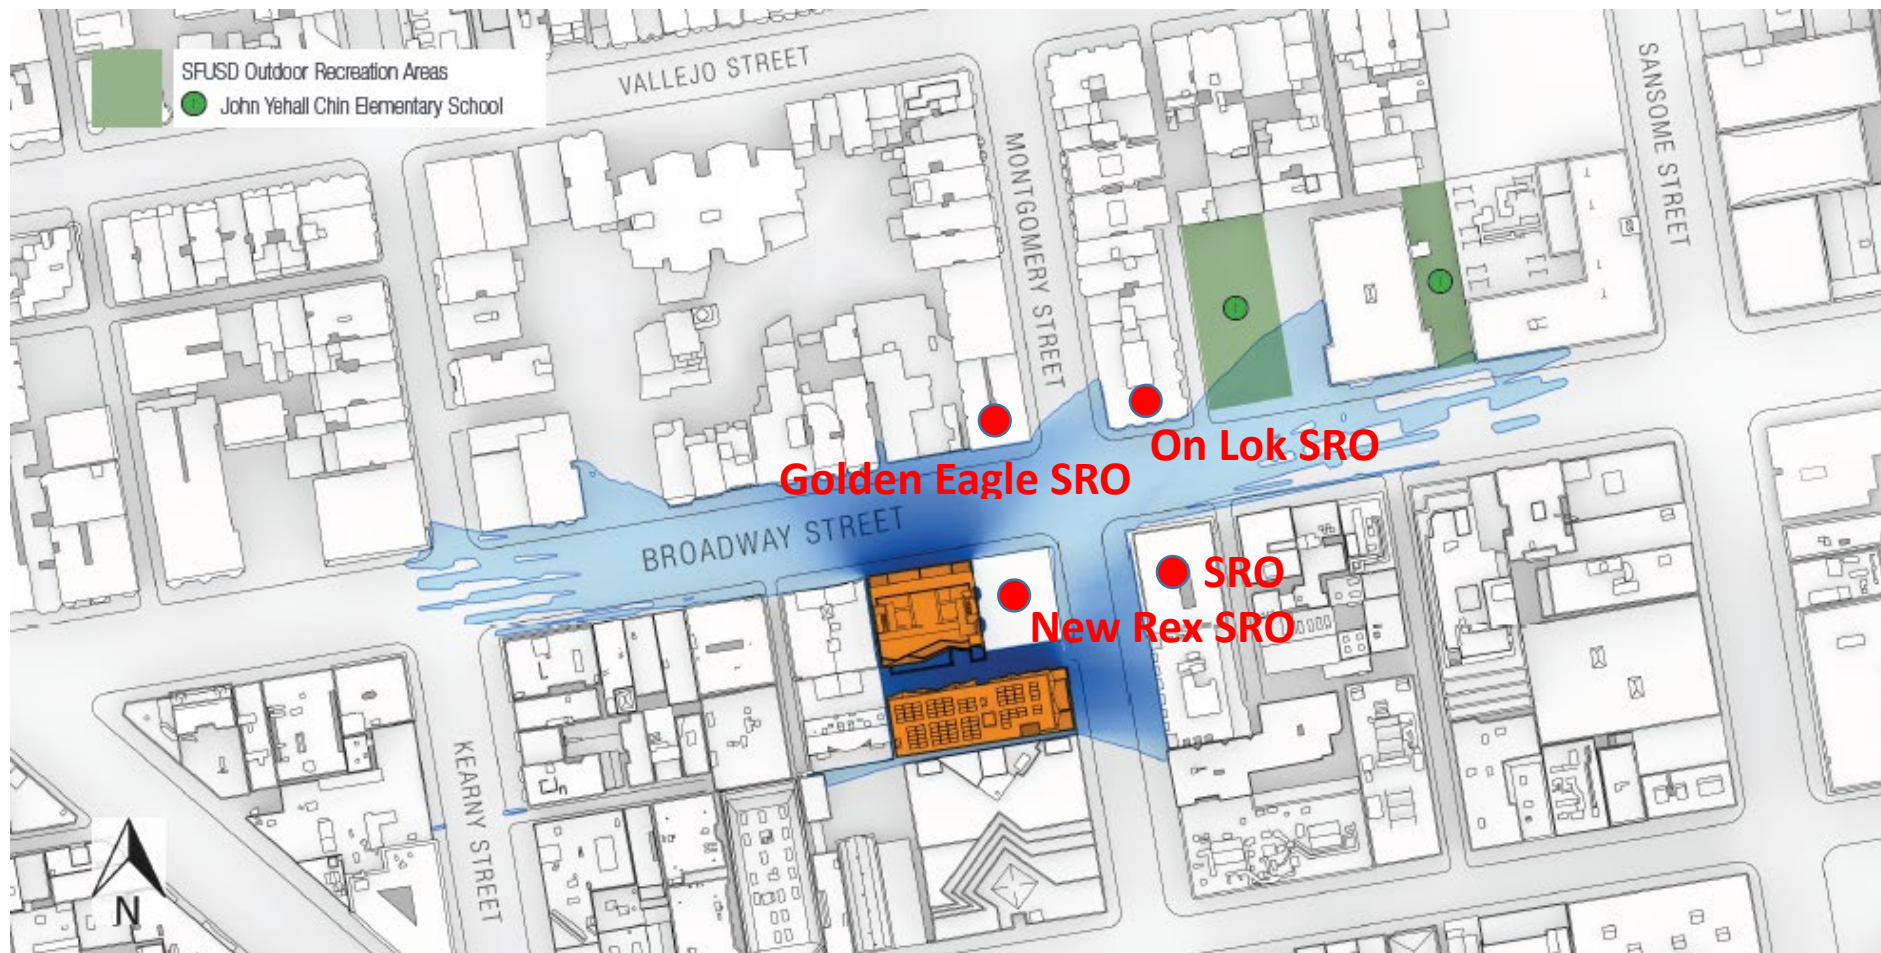 SFUSD Outdoor Recreation Areas
John Yehall Chin Elementary School
VALLEJO STREET
SANSOME STREET
MONTGOMERY STREET
On Lok SRO
Golden Eagle SRO
BROADWAY STREET
SRO
New Rex SRO
KEARNY STREET
N